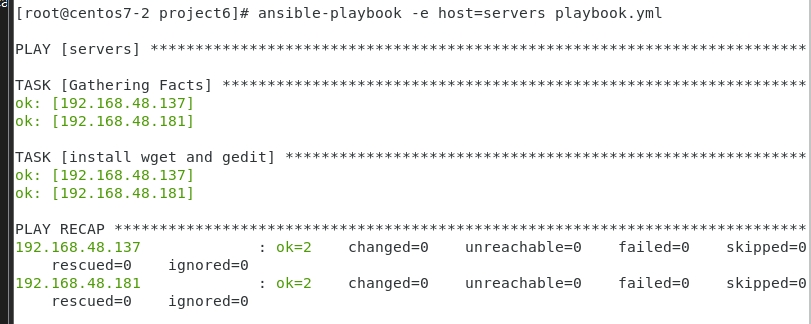 [root@centos7-2 project6]# ansible-playbook -e host=servers playbook.yml
PLAY [servers] *************************************************************************
TASK [Gathering Facts] *****************************************************************
ok: [192.168.48.137]
ok: [192.168.48.181]
TASK [install wget and gedit] **********************************************************
ok: [192.168.48.137]
ok: [192.168.48.181]
PLAY RECAP *****************************************************************************
192.168.48.137             : ok=2    changed=0    unreachable=0    failed=0    skipped=0
    rescued=0    ignored=0
192.168.48.181             : ok=2    changed=0    unreachable=0    failed=0    skipped=0
    rescued=0    ignored=0